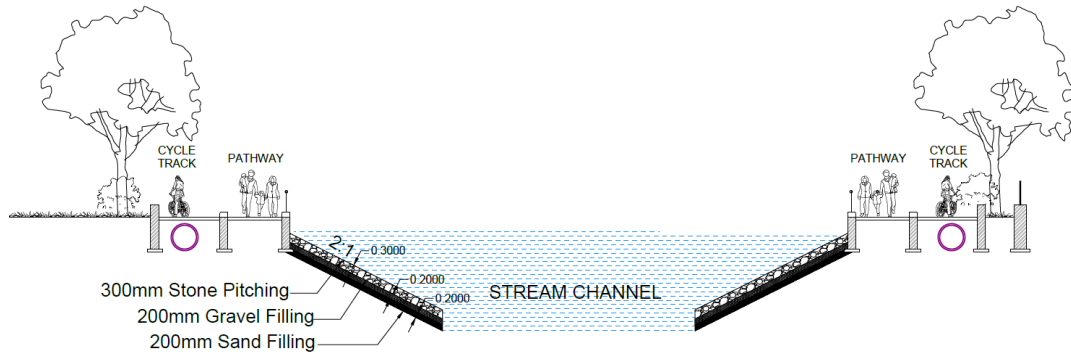 CYCLE
TRACK
PATHWAY
PATHWAY
CYCLE
TRACK
2:1
0.3000
300mm Stone Pitching
0.2000
STREAM CHANNEL
0.2000
200mm Gravel Filling
200mm Sand Filling